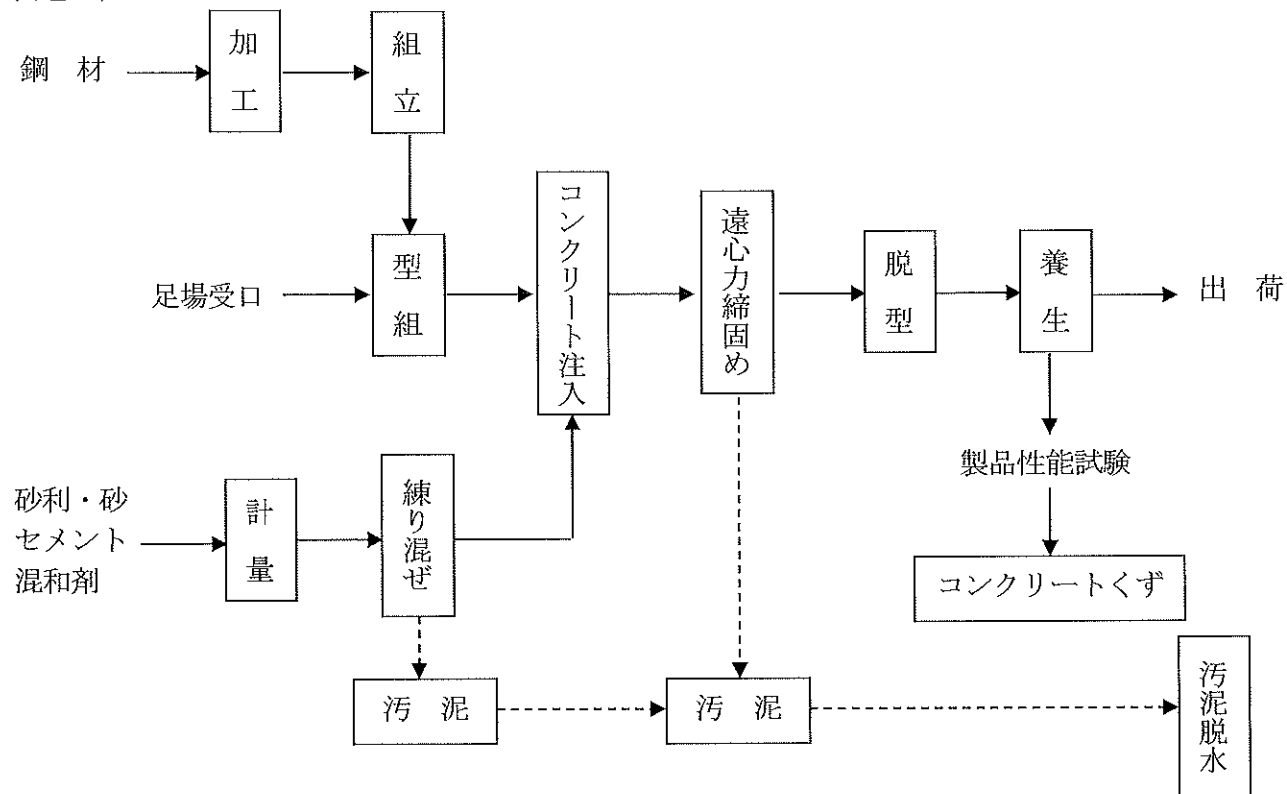 鋼 材
加工
組立
足場受口
型組
コンクリート注入
遠心力締固め
脱型
養生
出 荷
製品性能試験
コンクリートくず
砂利・砂
セメント
混和剤
計量
練り混ぜ
汚 泥
汚 泥
汚泥脱水